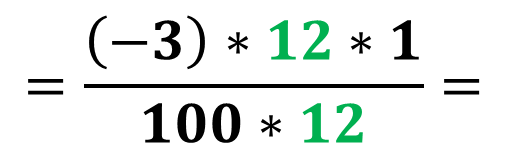 (−3) * 12 * 1
= =
100 * 12